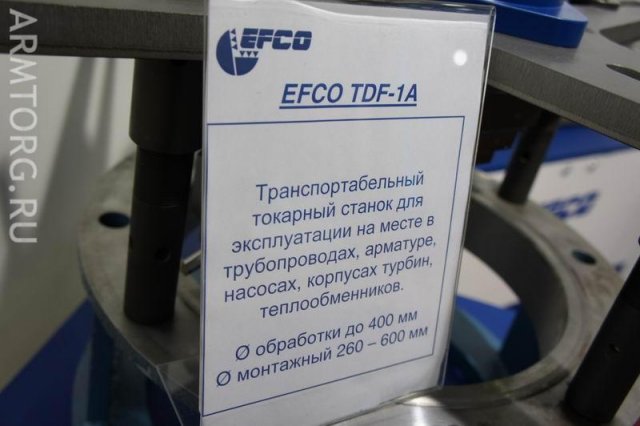 ARMTORG.RU
EFCO
EFCO TDF-1A
Транспортабельный
токарный станок для
эксплуатации на месте в
трубопроводах, арматуре,
насосах, корпусах турбин,
теплообменников.
Ø обработки до 400 мм
Ø монтажный 260 – 600 мм
EFCO